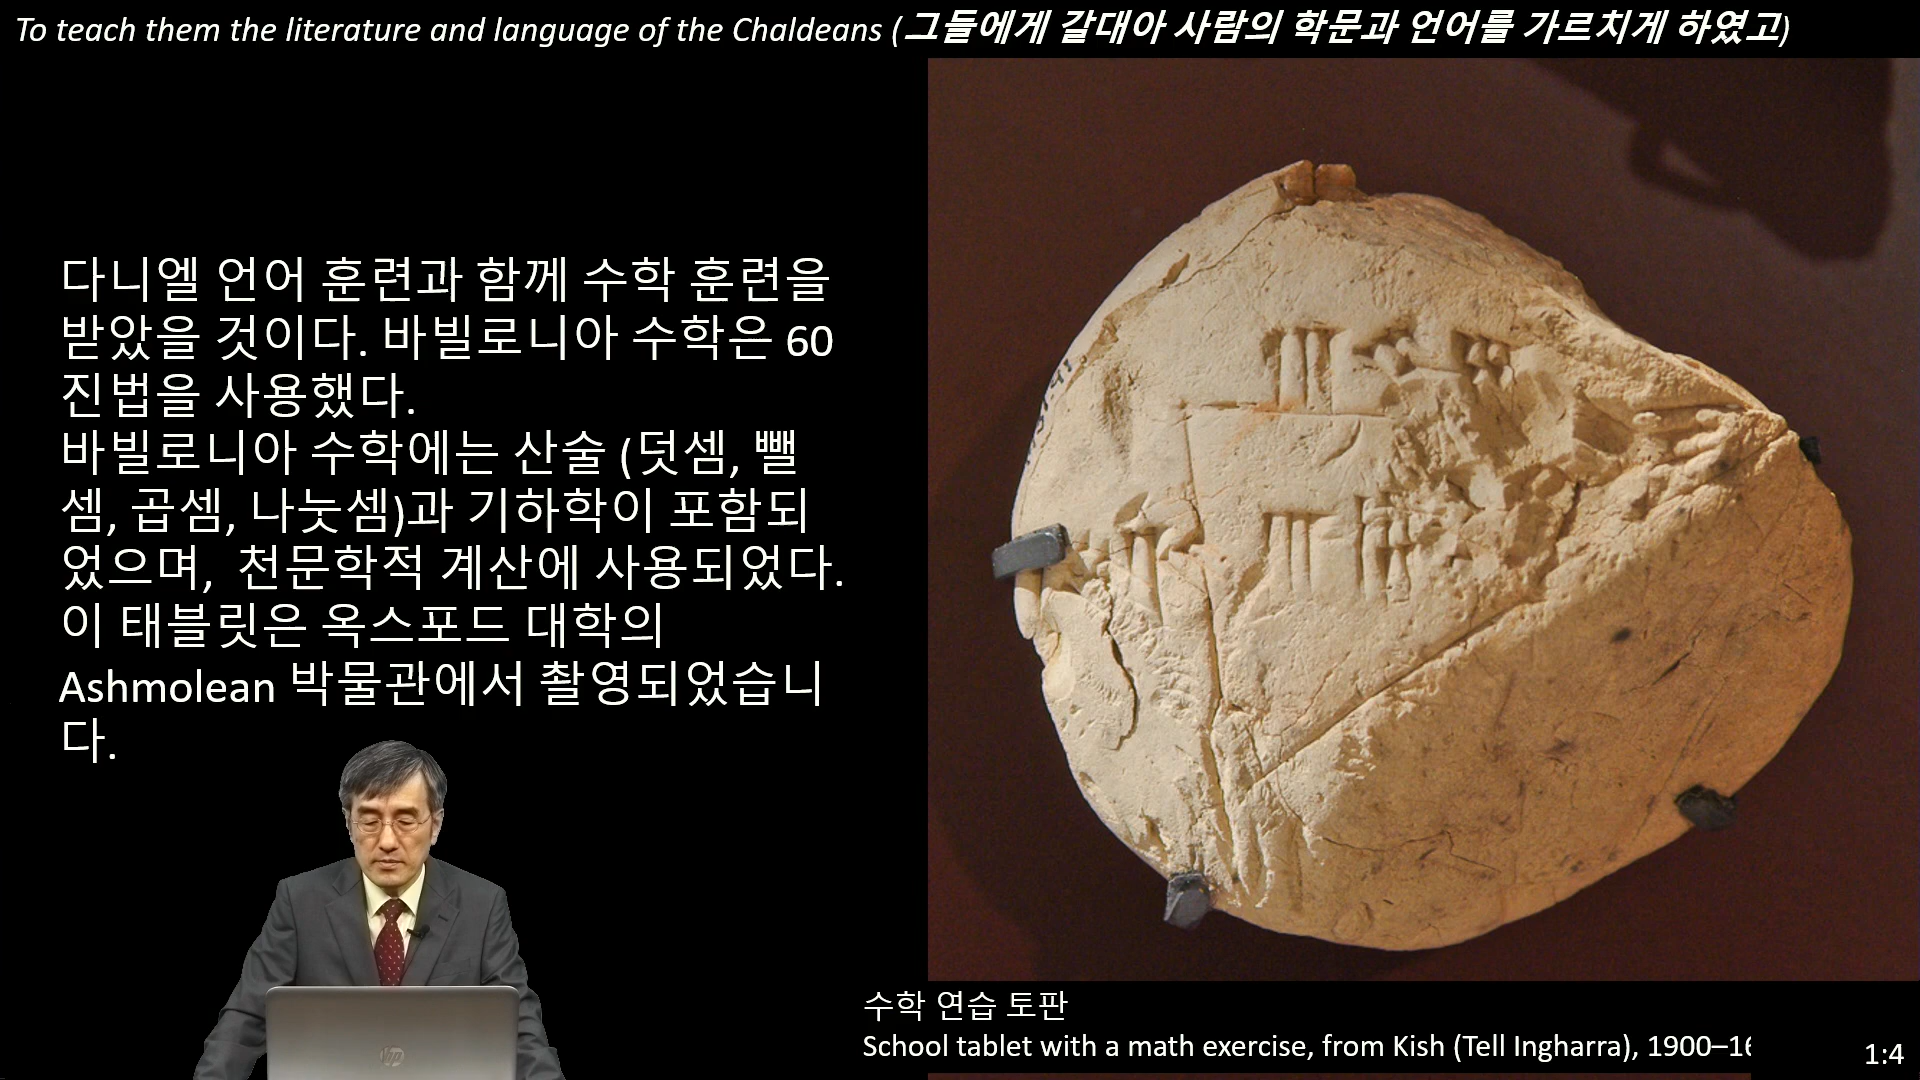 To teach them the literature and language of the Chaldeans (그들에게 갈대아 사람의 학문과 언어를 가르치게 하였고)
다니엘 언어 훈련과 함께 수학 훈련을
받았을 것이다. 바빌로니아 수학은 60
진법을 사용했다.
바빌로니아 수학에는 산술 (덧셈, 뺄
셈, 곱셈, 나눗셈)과 기하학이 포함되
었으며, 천문학적 계산에 사용되었다.
이 태블릿은 옥스포드 대학의
Ashmolean 박물관에서 촬영되었습니
다.
hp
수학 연습 토판
School tablet with a math exercise, from Kish (Tell Ingharra), 1900–16
1:4